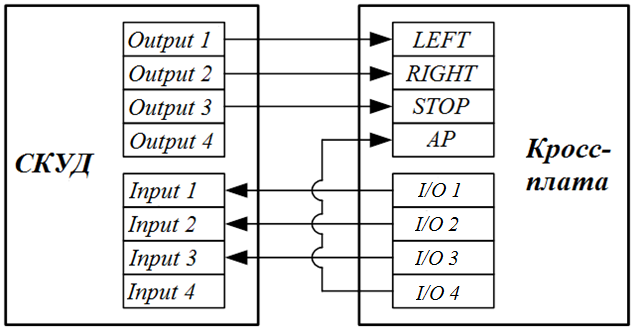 СКУД
Output 1
Output 2
Output 3
Output 4
Input 1
Input 2
Input 3
Input 4
LEFT
RIGHT
STOP
AP
I/O 1
I/O 2
I/O 3
I/O 4
Кросс-
плата